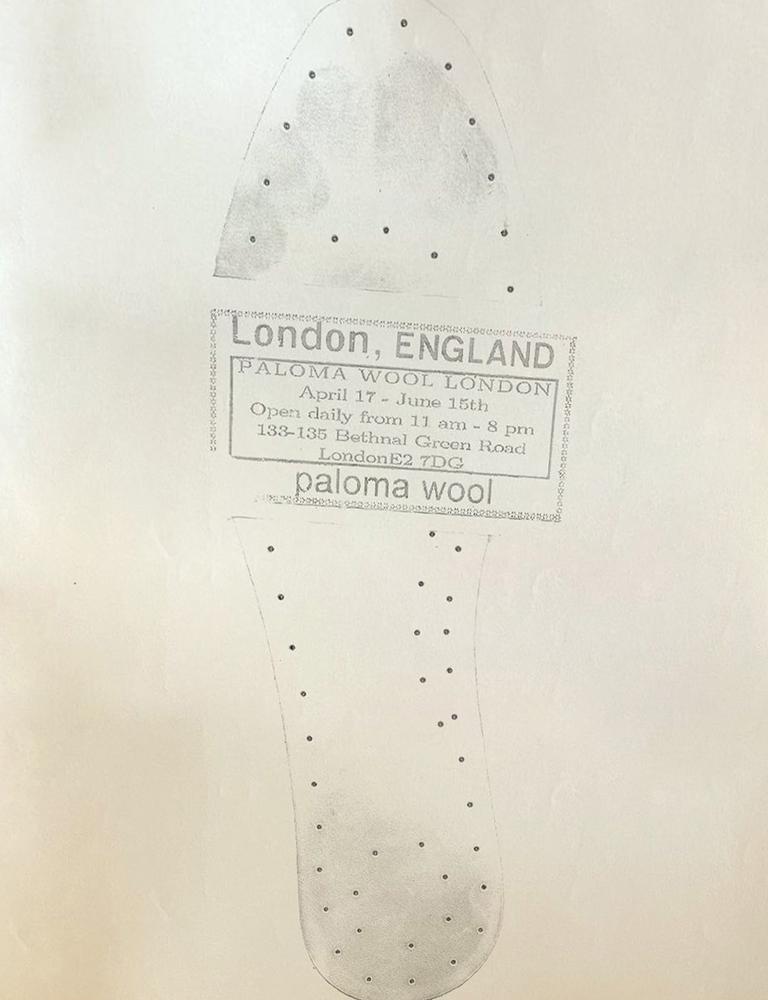 London, ENGLAND
PALOMA WOOL LONDON
April 17 - June 15th
Open daily from 11 am - 8 pm
133-135 Bethnal Green Road
LondonE2 7DG
paloma wool